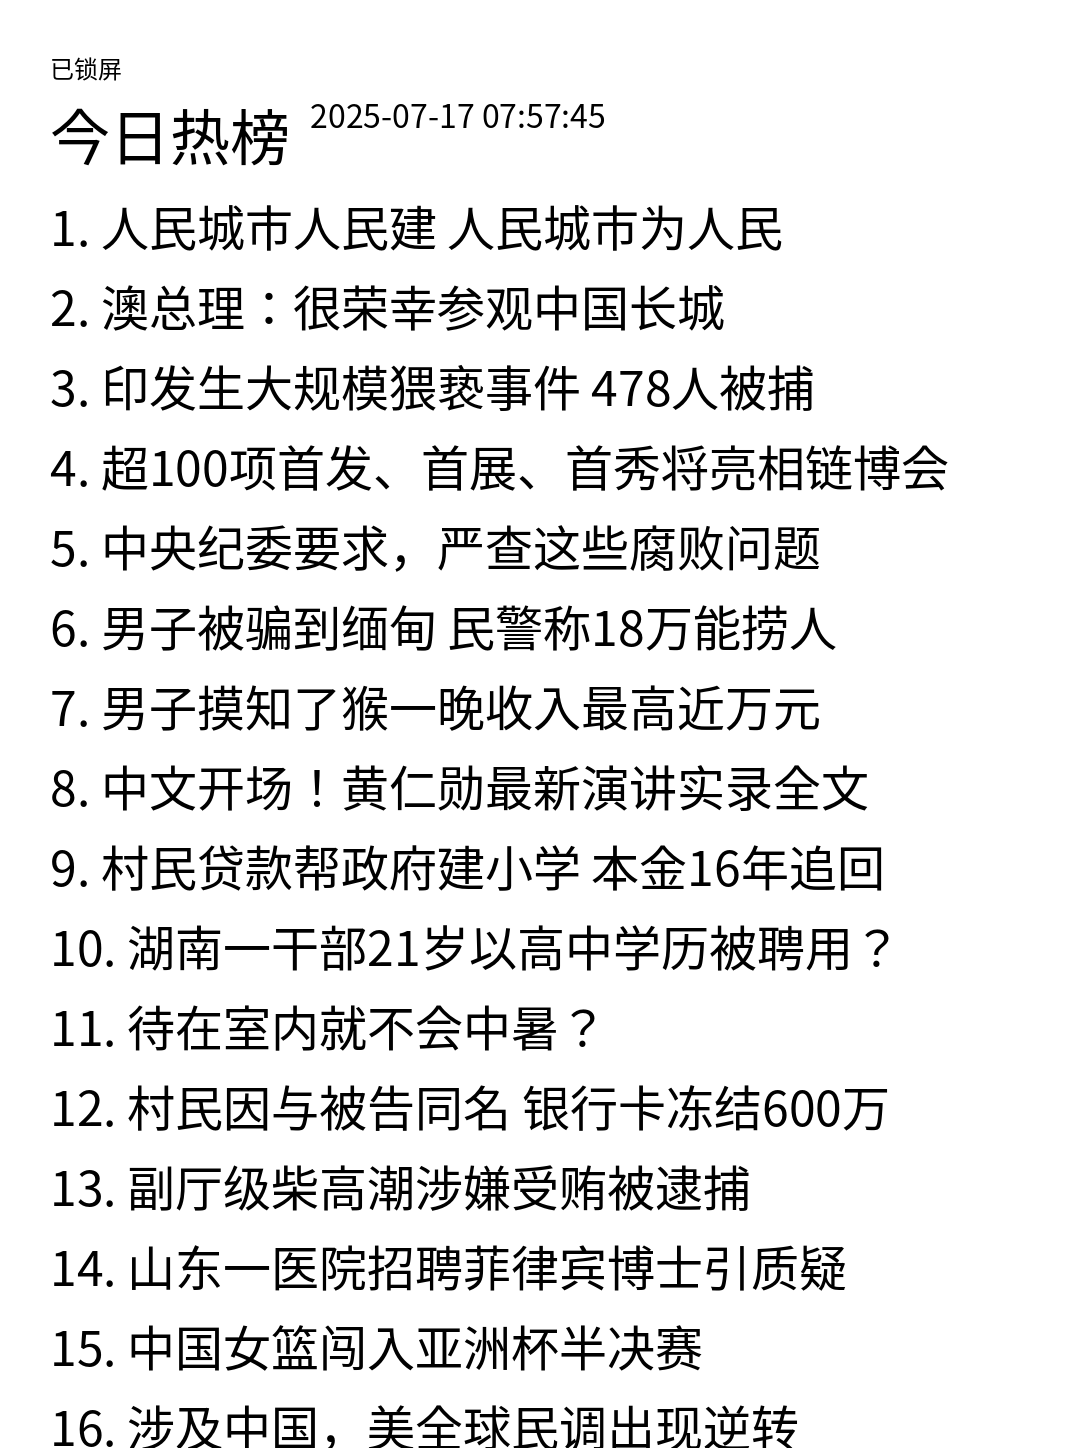 已锁屏
今日热榜 2025-07-17 07:57:45
1. 人民城市人民建 人民城市为人民
2. 澳总理：很荣幸参观中国长城
3. 印发生大规模猥亵事件 478人被捕
4. 超100项首发、首展、首秀将亮相链博会
5. 中央纪委要求，严查这些腐败问题
6. 男子被骗到缅甸 民警称18万能捞人
7. 男子摸知了猴一晚收入最高近万元
8. 中文开场！黄仁勋最新演讲实录全文
9. 村民贷款帮政府建小学 本金16年追回
10. 湖南一干部21岁以高中学历被聘用？
11. 待在室内就不会中暑？
12. 村民因与被告同名 银行卡冻结600万
13. 副厅级柴高潮涉嫌受贿被逮捕
14. 山东一医院招聘菲律宾博士引质疑
15. 中国女篮闯入亚洲杯半决赛
16. 涉及中国，美全球民调出现逆转